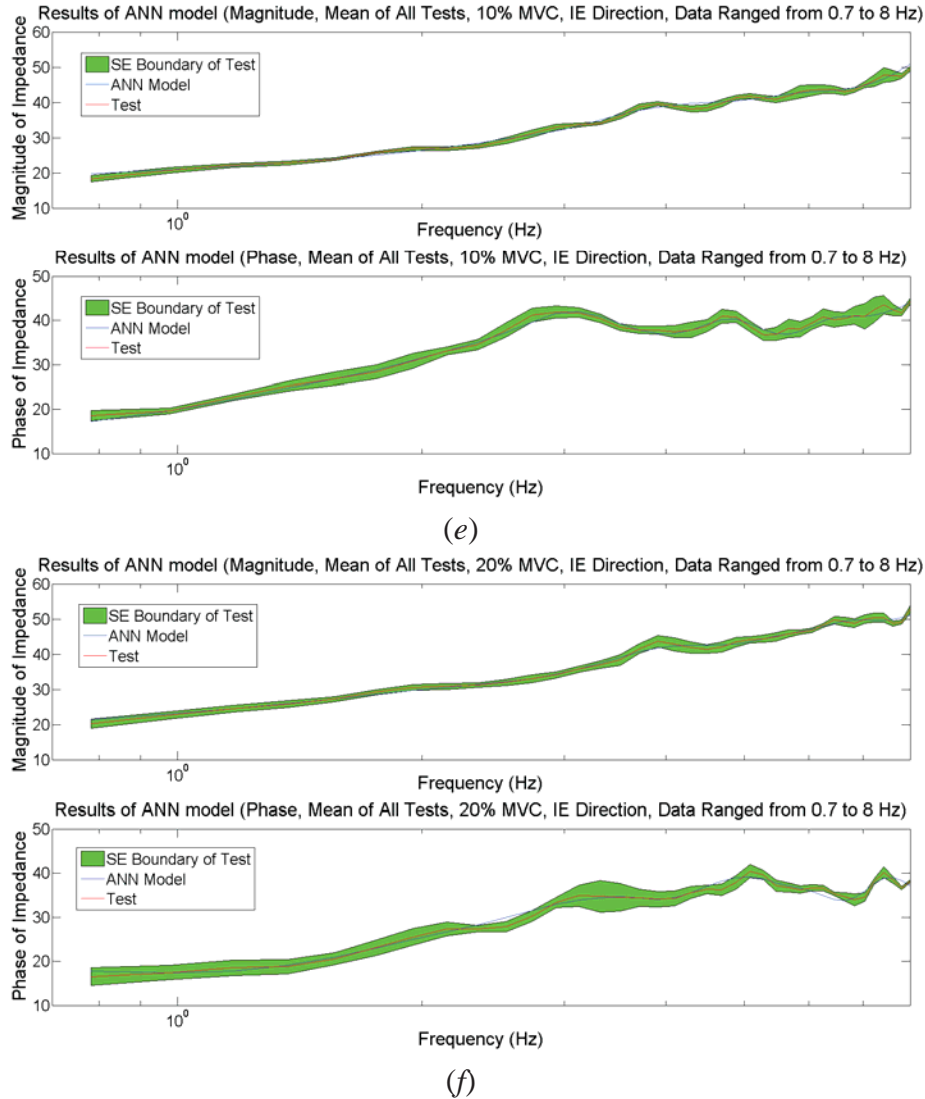 Results of ANN model (Magnitude, Mean of All Tests, 10% MVC, IE Direction, Data Ranged from 0.7 to 8 Hz)
60
50
40
30
20
10
Magnitude of Impedance
SE Boundary of Test
ANN Model
Test
10^0
Frequency (Hz)
Results of ANN model (Phase, Mean of All Tests, 10% MVC, IE Direction, Data Ranged from 0.7 to 8 Hz)
50
40
30
20
10
Phase of Impedance
SE Boundary of Test
ANN Model
Test
10^0
Frequency (Hz)
(e)
Results of ANN model (Magnitude, Mean of All Tests, 20% MVC, IE Direction, Data Ranged from 0.7 to 8 Hz)
60
50
40
30
20
10
Magnitude of Impedance
SE Boundary of Test
ANN Model
Test
10^0
Frequency (Hz)
Results of ANN model (Phase, Mean of All Tests, 20% MVC, IE Direction, Data Ranged from 0.7 to 8 Hz)
50
40
30
20
10
Phase of Impedance
SE Boundary of Test
ANN Model
Test
10^0
Frequency (Hz)
(f)